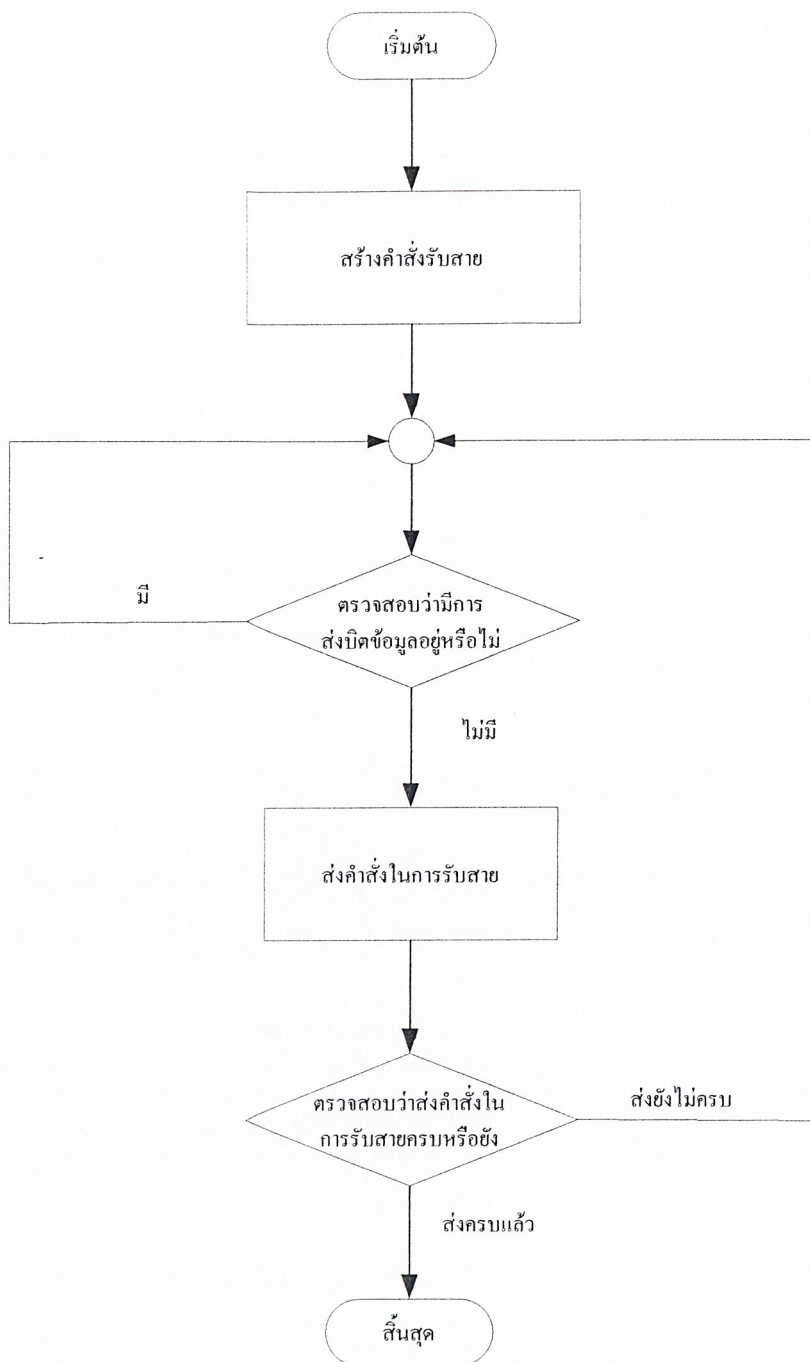 เริ่มต้น
สร้างคำสั่งรับสาย
มี
ตรวจสอบว่ามีการ
ส่งบิตข้อมูลอยู่หรือไม่
ไม่มี
ส่งคำสั่งในการรับสาย
ตรวจสอบว่าส่งคำสั่งใน
การรับสายครบหรือยัง
ส่งยังไม่ครบ
ส่งครบแล้ว
สิ้นสุด